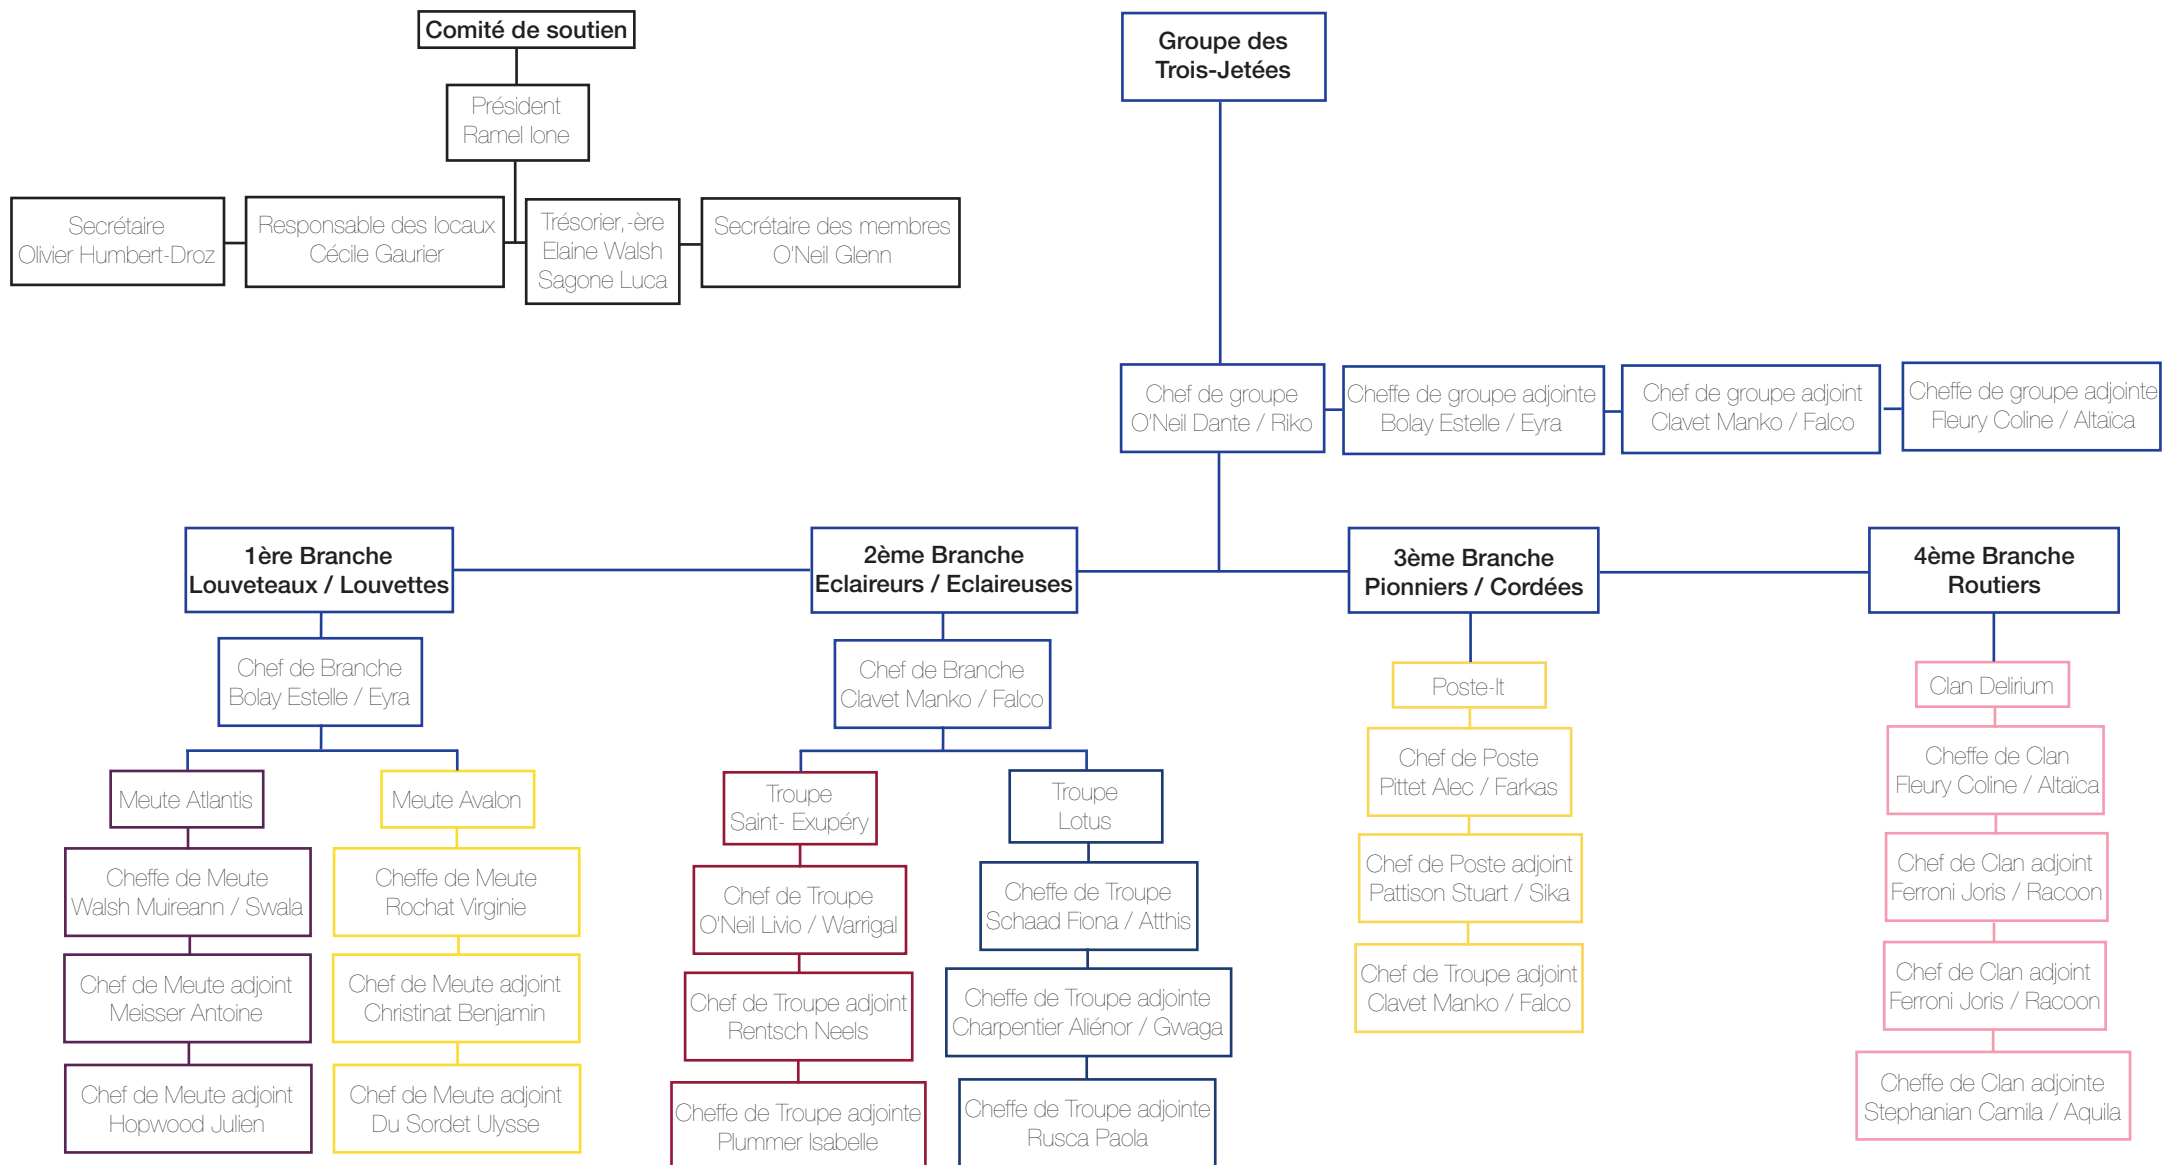 Comité de soutien
Président
Ramel Ione
Secrétaire
Olivier Humbert-Droz
Responsable des locaux
Cécile Gaurier
Trésorier,-ère
Elaine Walsh
Sagone Luca
Secrétaire des membres
O'Neil Glenn
Groupe des
Trois-Jetées
Chef de groupe
O'Neil Dante / Riko
Cheffe de groupe adjointe
Bolay Estelle / Eyra
Chef de groupe adjoint
Clavet Manko / Falco
Cheffe de groupe adjointe
Fleury Coline / Altaïca
1ère Branche
Louveteaux / Louvettes
Chef de Branche
Bolay Estelle / Eyra
Meute Atlantis
Cheffe de Meute
Walsh Muireann / Swala
Chef de Meute adjoint
Meisser Antoine
Chef de Meute adjoint
Hopwood Julien
Meute Avalon
Cheffe de Meute
Rochat Virginie
Chef de Meute adjoint
Christinat Benjamin
Chef de Meute adjoint
Du Sordet Ulysse
2ème Branche
Eclaireurs / Eclaireuses
Chef de Branche
Clavet Manko / Falco
Troupe
Saint- Exupéry
Chef de Troupe
O'Neil Livio / Warrigal
Chef de Troupe adjoint
Rentsch Neels
Cheffe de Troupe adjointe
Plummer Isabelle
Troupe
Lotus
Cheffe de Troupe
Schaad Fiona / Atthis
Cheffe de Troupe adjointe
Charpentier Aliénor / Gwaga
Cheffe de Troupe adjointe
Rusca Paola
3ème Branche
Pionniers / Cordées
Poste-It
Chef de Poste
Pittet Alec / Farkas
Chef de Poste adjoint
Pattison Stuart / Sika
Chef de Troupe adjoint
Clavet Manko / Falco
4ème Branche
Routiers
Clan Delirium
Cheffe de Clan
Fleury Coline / Altaïca
Chef de Clan adjoint
Ferroni Joris / Racoon
Chef de Clan adjoint
Ferroni Joris / Racoon
Cheffe de Clan adjointe
Stephanian Camila / Aquila